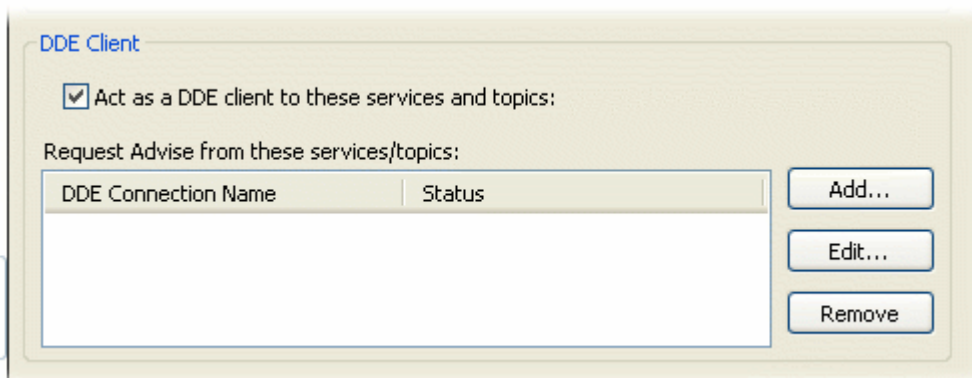 DDE Client
Act as a DDE client to these services and topics:
Request Advise from these services/topics:
DDE Connection Name Status
Add...
Edit...
Remove